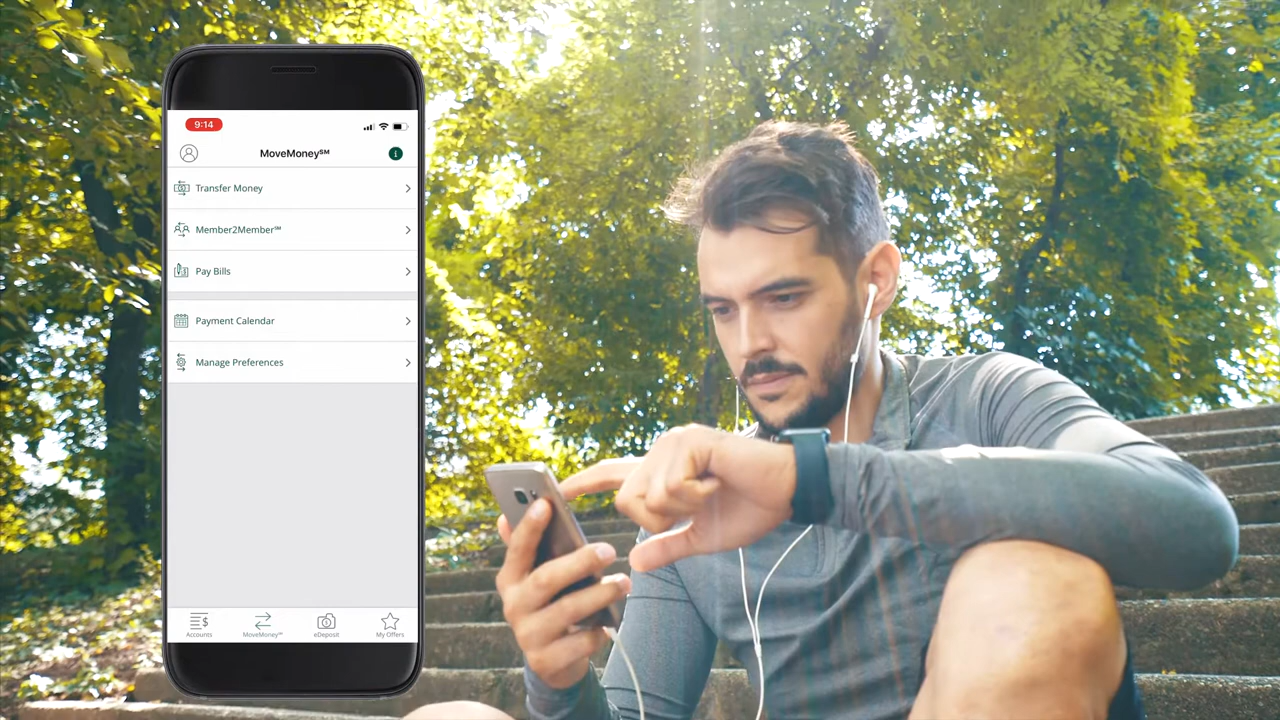 9:14
MoveMoney℠
i
Transfer Money
Member2Member℠
Pay Bills
Payment Calendar
Manage Preferences
Accounts
MoveMoney℠
eDeposit
My Offers